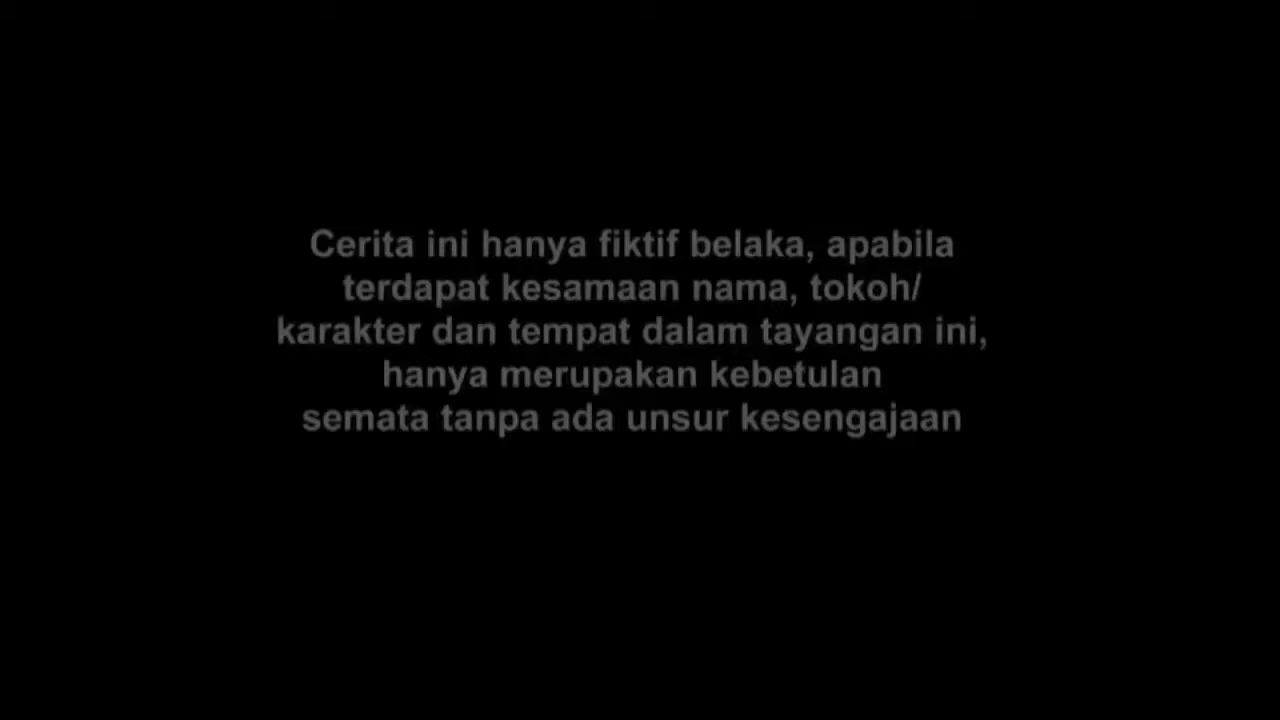 Cerita ini hanya fiktif belaka, apabila
terdapat kesamaan nama, tokoh/
karakter dan tempat dalam tayangan ini,
hanya merupakan kebetulan
semata tanpa ada unsur kesengajaan